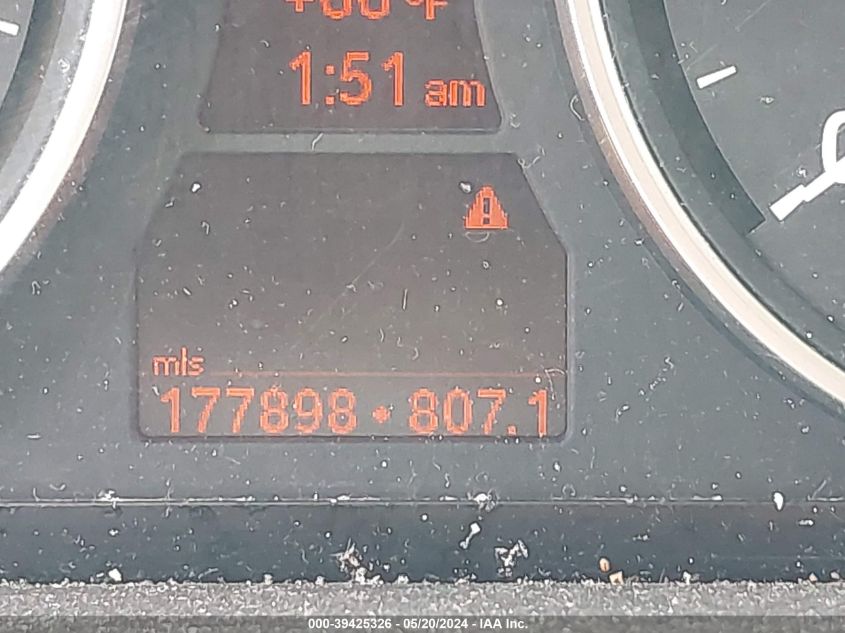 1:51 am
mls
177898 • 807.1
000-39425326 - 05/20/2024 - IAA Inc.